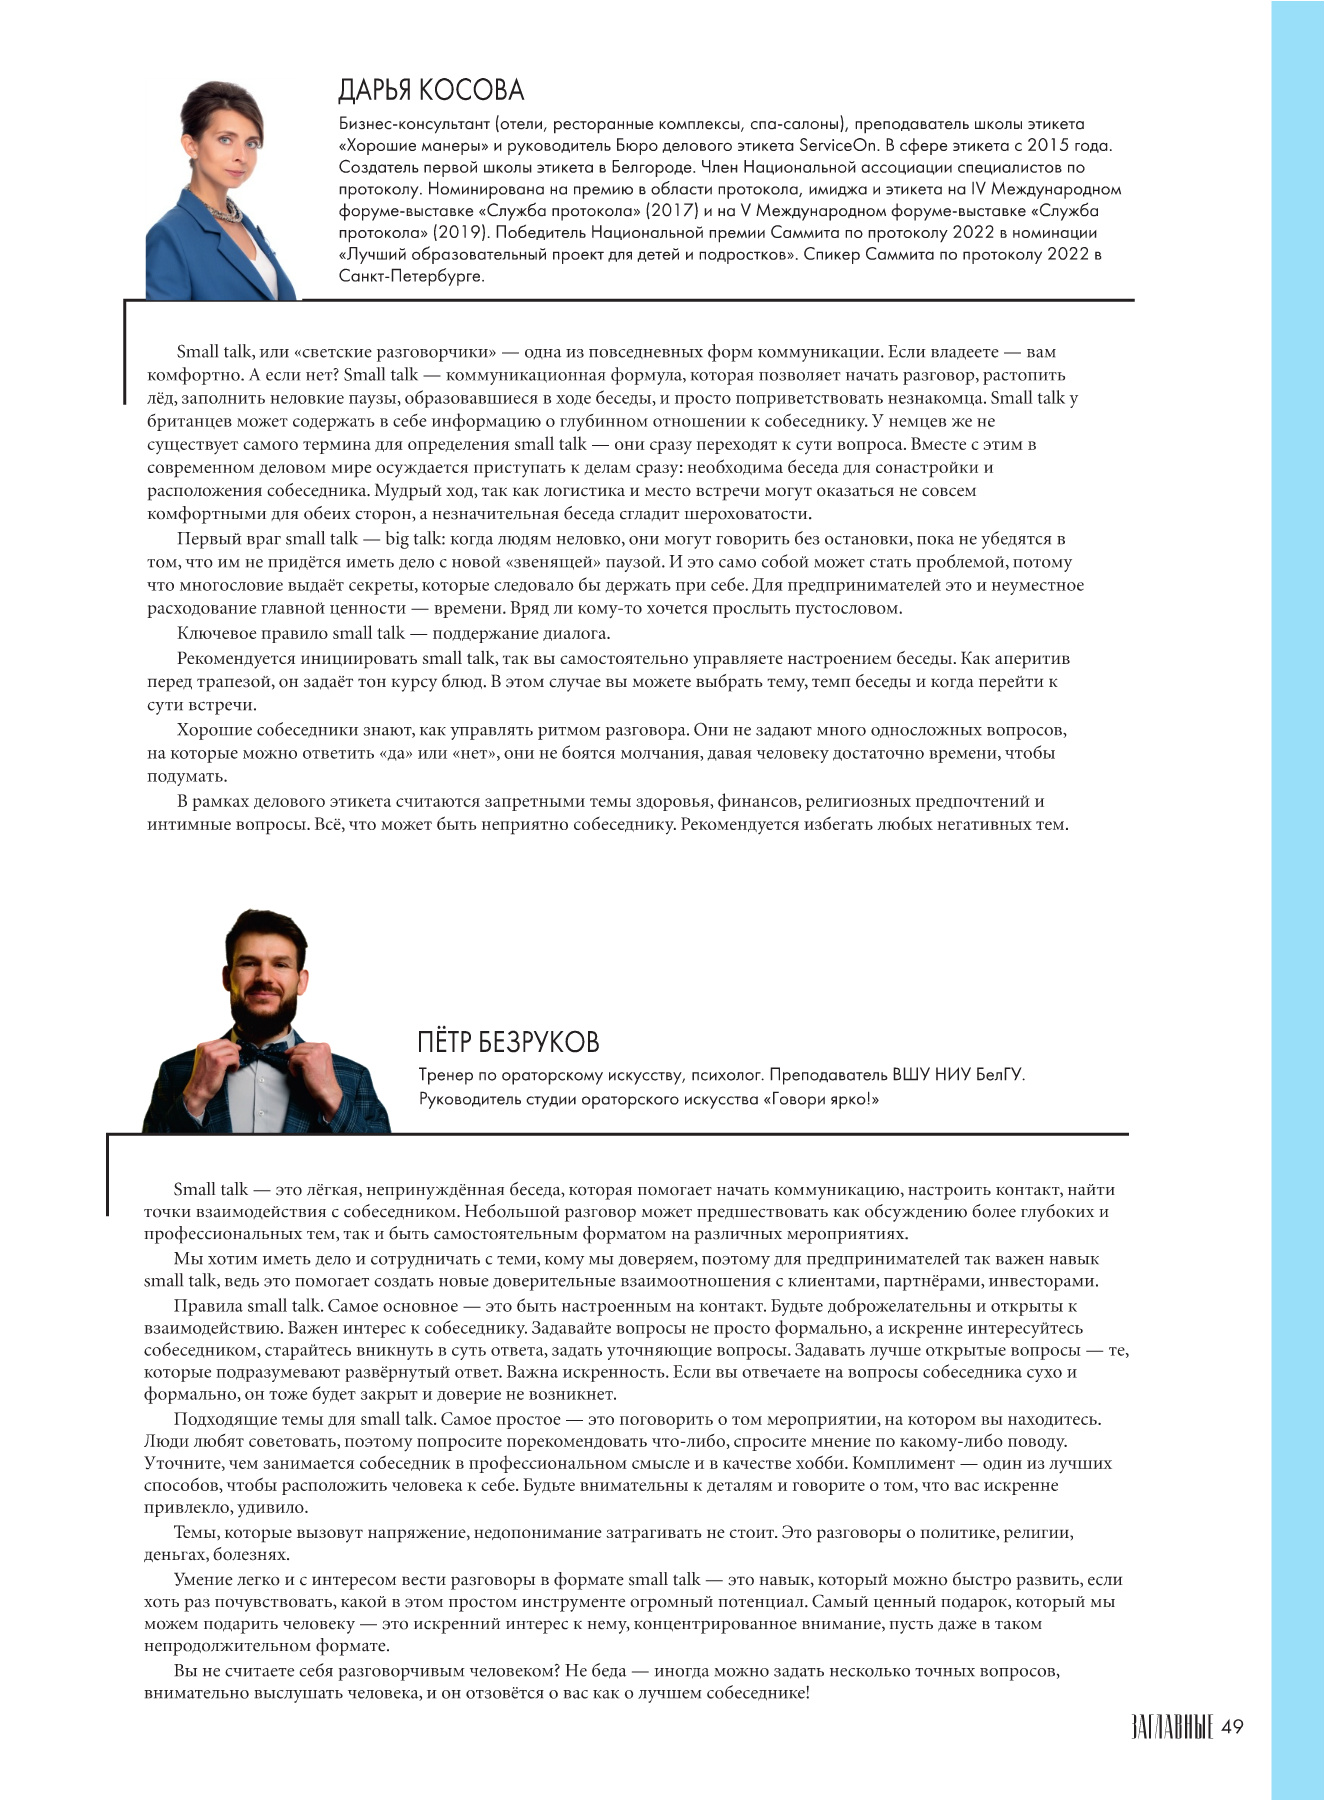 ДАРЬЯ КОСОВА
Бизнес-консультант (отели, ресторанные комплексы, спа-салоны), преподаватель школы этикета
«Хорошие манеры» и руководитель Бюро делового этикета ServiceOn. В сфере этикета с 2015 года.
Создатель первой школы этикета в Белгороде. Член Национальной ассоциации специалистов по
протоколу. Номинирована на премию в области протокола, имиджа и этикета на IV Международном
форуме-выставке «Служба протокола» (2017) и на V Международном форуме-выставке «Служба
протокола» (2019). Победитель Национальной премии Саммита по протоколу 2022 в номинации
«Лучший образовательный проект для детей и подростков». Спикер Саммита по протоколу 2022 в
Санкт-Петербурге.
Small talk, или «светские разговорчики» — одна из повседневных форм коммуникации. Если владеете — вам
комфортно. А если нет? Small talk — коммуникационная формула, которая позволяет начать разговор, растопить
лёд, заполнить неловкие паузы, образовавшиеся в ходе беседы, и просто поприветствовать незнакомца. Small talk у
британцев может содержать в себе информацию о глубинном отношении к собеседнику. У немцев же не
существует самого термина для определения small talk — они сразу переходят к сути вопроса. Вместе с этим в
современном деловом мире осуждается приступать к делам сразу: необходима беседа для сонастройки и
расположения собеседника. Мудрый ход, так как логистика и место встречи могут оказаться не совсем
комфортными для обеих сторон, а незначительная беседа сгладит шероховатости.
Первый враг small talk — big talk: когда людям неловко, они могут говорить без остановки, пока не убедятся в
том, что им не придётся иметь дело с новой «звенящей» паузой. И это само собой может стать проблемой, потому
что многословие выдаёт секреты, которые следовало бы держать при себе. Для предпринимателей это и неуместное
расходование главной ценности — времени. Вряд ли кому-то хочется прослыть пустословом.
Ключевое правило small talk — поддержание диалога.
Рекомендуется инициировать small talk, так вы самостоятельно управляете настроением беседы. Как аперитив
перед трапезой, он задаёт тон курсу блюд. В этом случае вы можете выбрать тему, темп беседы и когда перейти к
сути встречи.
Хорошие собеседники знают, как управлять ритмом разговора. Они не задают много односложных вопросов,
на которые можно ответить «да» или «нет», они не боятся молчания, давая человеку достаточно времени, чтобы
подумать.
В рамках делового этикета считаются запретными темы здоровья, финансов, религиозных предпочтений и
интимные вопросы. Всё, что может быть неприятно собеседнику. Рекомендуется избегать любых негативных тем.
ПЁТР БЕЗРУКОВ
Тренер по ораторскому искусству, психолог. Преподаватель ВШУ НИУ БелГУ.
Руководитель студии ораторского искусства «Говори ярко!»
Small talk — это лёгкая, непринуждённая беседа, которая помогает начать коммуникацию, настроить контакт, найти
точки взаимодействия с собеседником. Небольшой разговор может предшествовать как обсуждению более глубоких и
профессиональных тем, так и быть самостоятельным форматом на различных мероприятиях.
Мы хотим иметь дело и сотрудничать с теми, кому мы доверяем, поэтому для предпринимателей так важен навык
small talk, ведь это помогает создать новые доверительные взаимоотношения с клиентами, партнёрами, инвесторами.
Правила small talk. Самое основное — это быть настроенным на контакт. Будьте доброжелательны и открыты к
взаимодействию. Важен интерес к собеседнику. Задавайте вопросы не просто формально, а искренне интересуйтесь
собеседником, старайтесь вникнуть в суть ответа, задать уточняющие вопросы. Задавать лучше открытые вопросы — те,
которые подразумевают развёрнутый ответ. Важна искренность. Если вы отвечаете на вопросы собеседника сухо и
формально, он тоже будет закрыт и доверие не возникнет.
Подходящие темы для small talk. Самое простое — это поговорить о том мероприятии, на котором вы находитесь.
Люди любят советовать, поэтому попросите порекомендовать что-либо, спросите мнение по какому-либо поводу.
Уточните, чем занимается собеседник в профессиональном смысле и в качестве хобби. Комплимент — один из лучших
способов, чтобы расположить человека к себе. Будьте внимательны к деталям и говорите о том, что вас искренне
привлекло, удивило.
Темы, которые вызовут напряжение, недопонимание затрагивать не стоит. Это разговоры о политике, религии,
деньгах, болезнях.
Умение легко и с интересом вести разговоры в формате small talk — это навык, который можно быстро развить, если
хоть раз почувствовать, какой в этом простом инструменте огромный потенциал. Самый ценный подарок, который мы
можем подарить человеку — это искренний интерес к нему, концентрированное внимание, пусть даже в таком
непродолжительном формате.
Вы не считаете себя разговорчивым человеком? Не беда — иногда можно задать несколько точных вопросов,
внимательно выслушать человека, и он отзовётся о вас как о лучшем собеседнике!
ЗАГЛАВНЫЕ 49